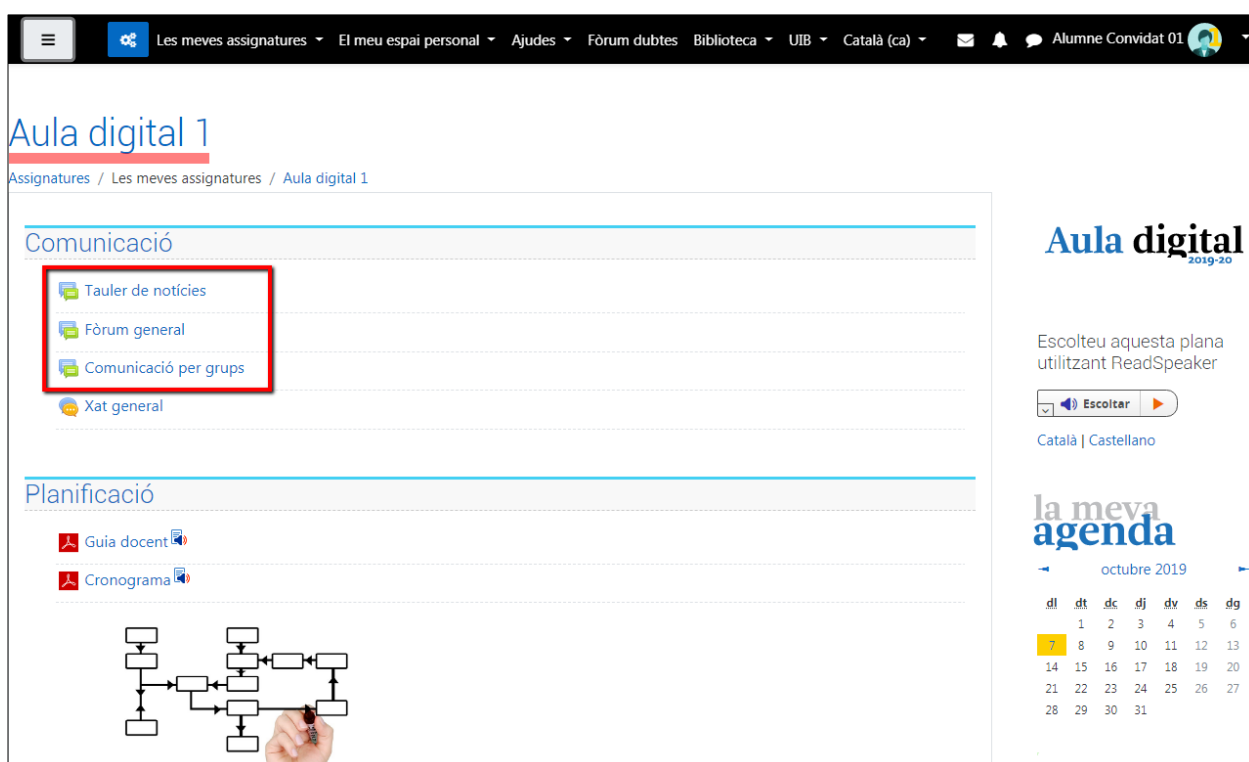 Les meves assignatures El meu espai personal Ajudes Fòrum dubtes Biblioteca UIB Català (ca) Alumne Convidat 01
Aula digital 1
Assignatures / Les meves assignatures / Aula digital 1
Comunicació
Tauler de notícies
Fòrum general
Comunicació per grups
Xat general
Planificació
Guia docent
Cronograma
Aula digital
2019-20
Escolteu aquesta plana
utilitzant ReadSpeaker
Escoltar
Català | Castellano
la meva
agenda
octubre 2019
dl dt dc dj dv ds dg
1 2 3 4 5 6
7 8 9 10 11 12 13
14 15 16 17 18 19 20
21 22 23 24 25 26 27
28 29 30 31